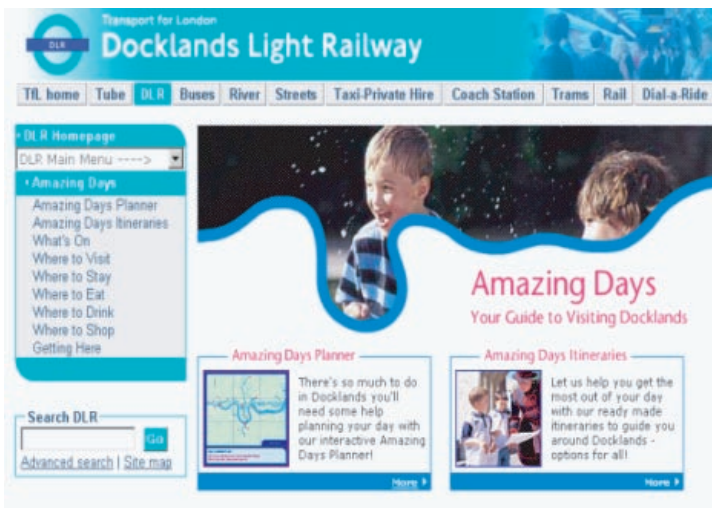 Transport for London
DLR
Docklands Light Railway
TfL home Tube DLR Buses River Streets Taxi-Private Hire Coach Station Trams Rail Dial-a-Ride
DLR Homepage
DLR Main Menu ---->
Amazing Days
Amazing Days Planner
Amazing Days Itineraries
What's On
Where to Visit
Where to Stay
Where to Eat
Where to Drink
Where to Shop
Getting Here
Search DLR
Go
Advanced search | Site map
Amazing Days
Your Guide to Visiting Docklands
Amazing Days Planner
There's so much to do
in Docklands you'll
need some help
planning your day with
our interactive Amazing
Days Planner!
More
Amazing Days Itineraries
Let us help you get the
most out of your day
with our ready made
itineraries to guide you
around Docklands -
options for all!
More